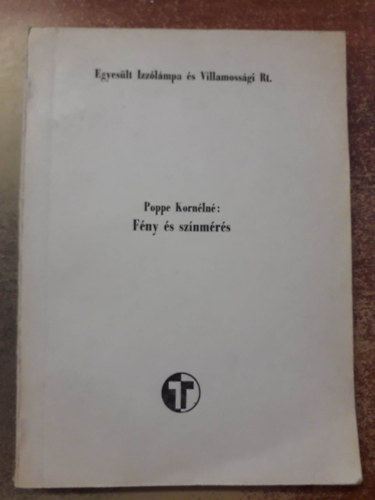 Egyesült Izzólámpa és Villamossági Rt.
Poppe Kornélné:
Fény és színmérés
T